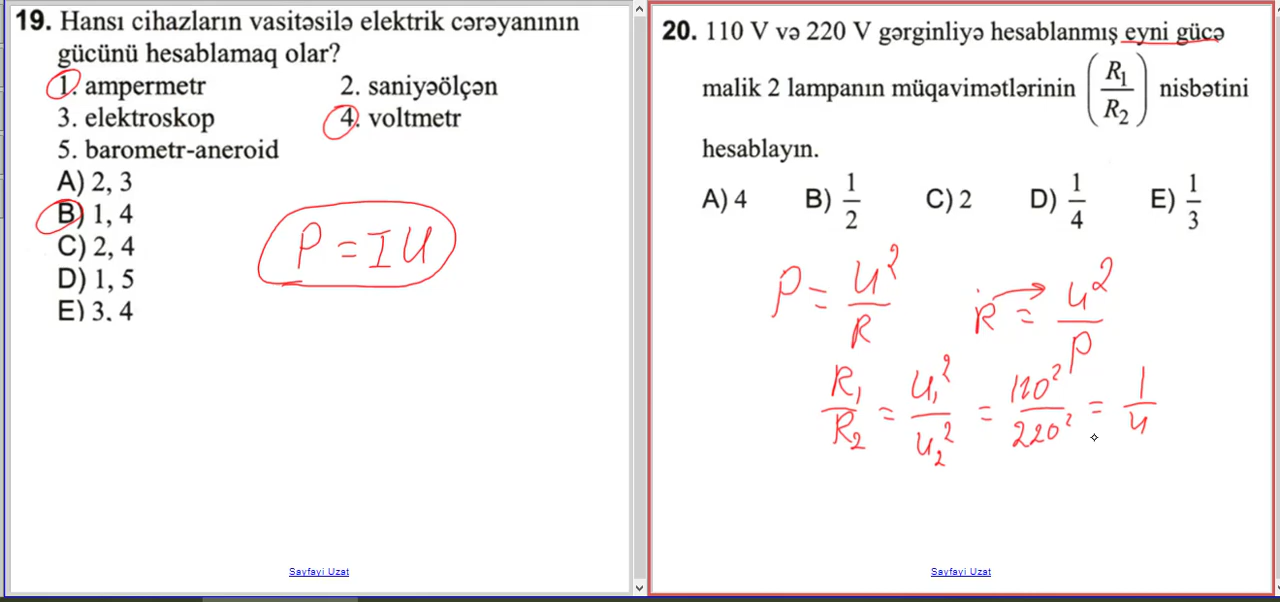 19. Hansı cihazların vasitəsilə elektrik cərəyanının
gücünü hesablamaq olar?
1. ampermetr 2. saniyəölçən
3. elektroskop 4. voltmetr
5. barometr-aneroid
A) 2, 3
B) 1, 4
C) 2, 4
D) 1, 5
E) 3, 4
P = I U
Sayfayi Uzat
20. 110 V və 220 V gərginliyə hesablanmış eyni gücə
malik 2 lampanın müqavimətlərinin (R₁/R₂) nisbətini
hesablayın.
A) 4 B) 1/2 C) 2 D) 1/4 E) 1/3
P = U²/R R = U²/P
R₁/R₂ = U₁²/U₂² = 110²/220² = 1/4
Sayfayi Uzat